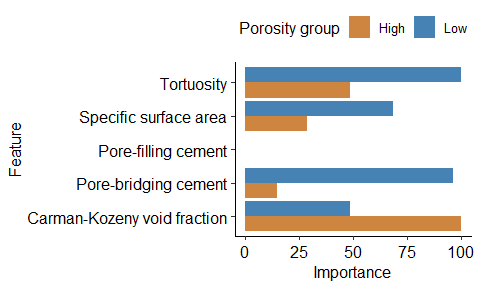 Porosity group High Low
Feature
Tortuosity
Specific surface area
Pore-filling cement
Pore-bridging cement
Carman-Kozeny void fraction
0 25 50 75 100
Importance